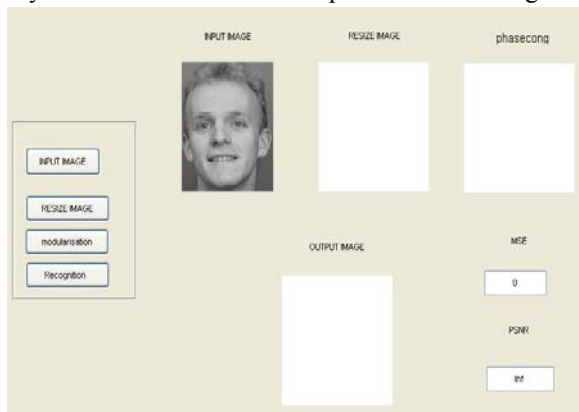 INPUT IMAGE
RESIZE IMAGE
phasecong
INPUT IMAGE
RESIZE IMAGE
modularisation
Recognition
OUTPUT IMAGE
MSE
0
PSNR
Inf